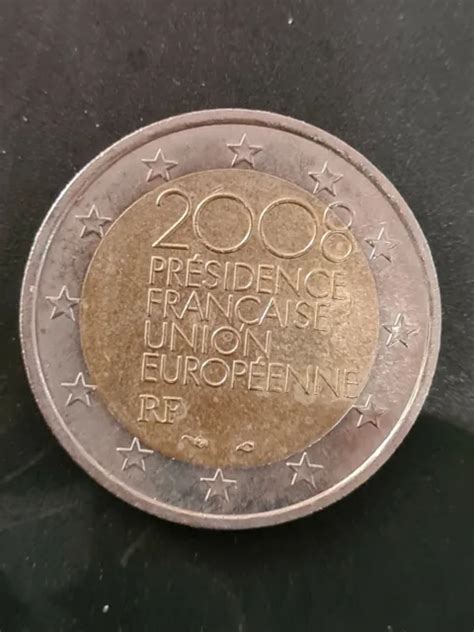 2008
PRÉSIDENCE
FRANÇAISE
UNION
EUROPÉENNE
RF